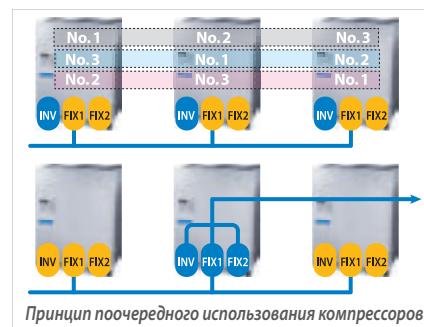 No.1 No.2 No.3
No.3 No.1 No.2
No.2 No.3 No.1
INV FIX1 FIX2 INV FIX1 FIX2 INV FIX1 FIX2
INV FIX1 FIX2 INV FIX1 FIX2 INV FIX1 FIX2
Принцип поочередного использования компрессоров